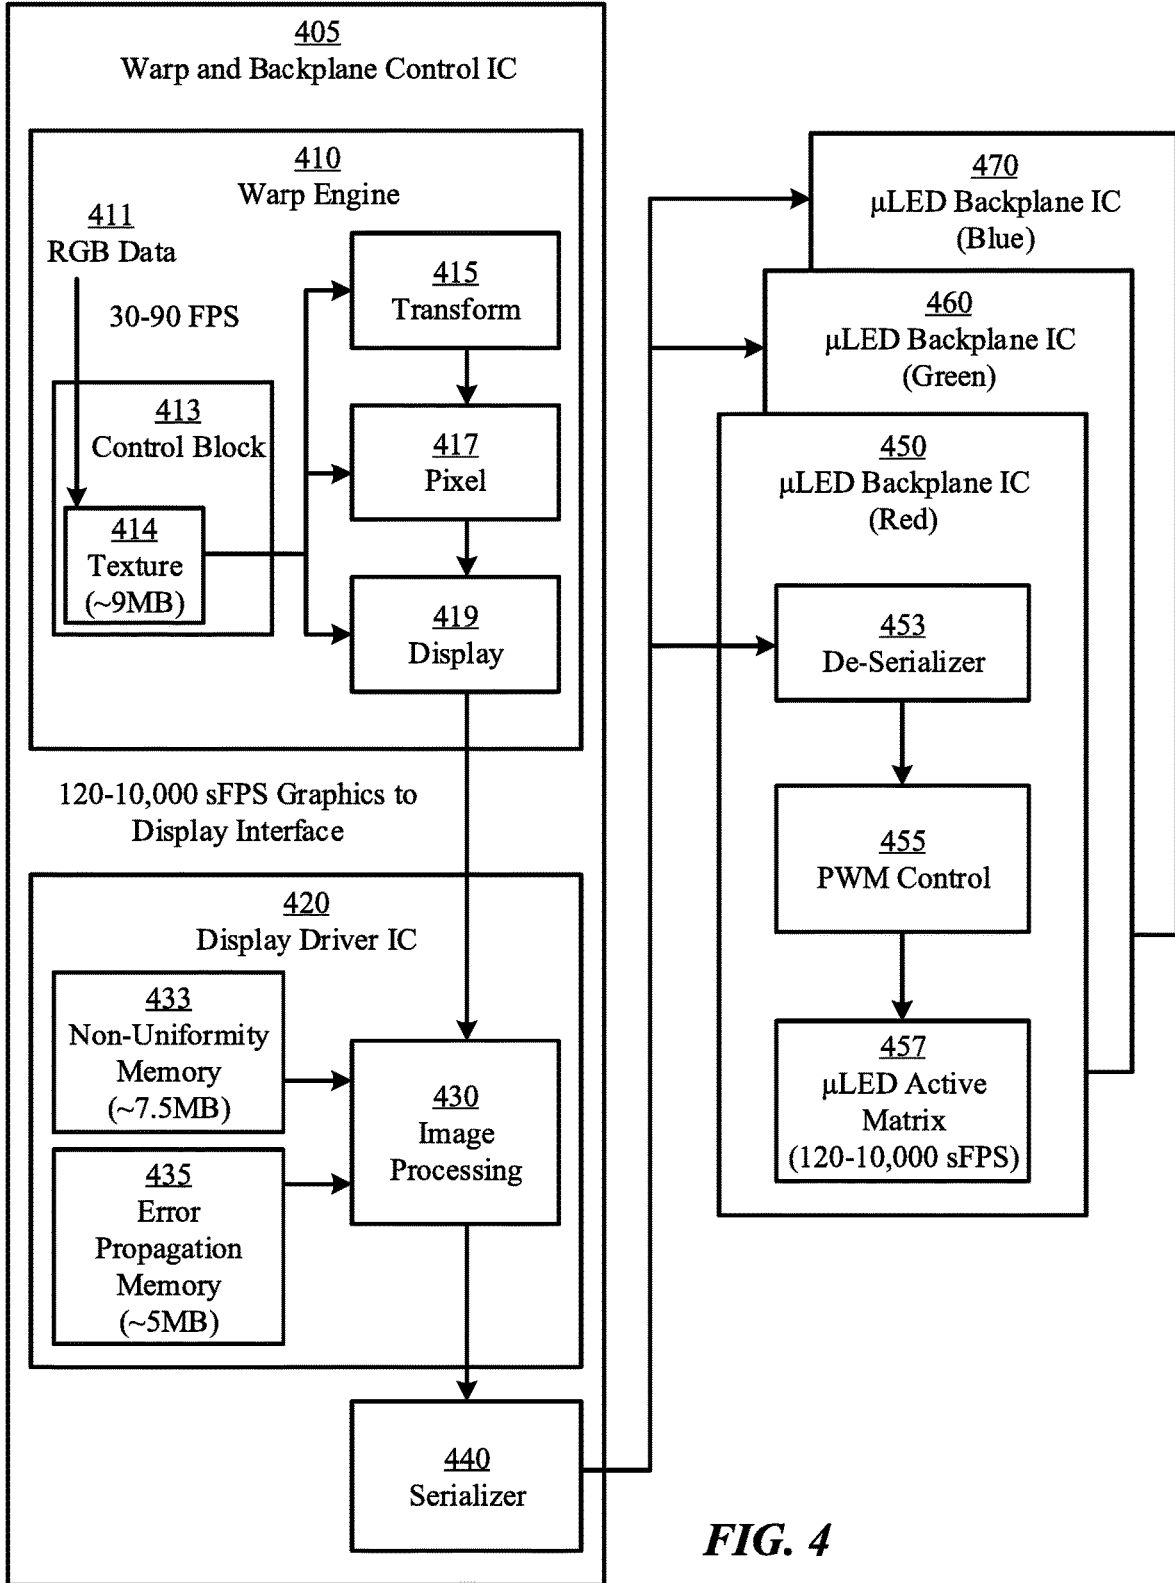 405
Warp and Backplane Control IC
410
Warp Engine
411
RGB Data
30-90 FPS
413
Control Block
414
Texture
(~9MB)
415
Transform
417
Pixel
419
Display
120-10,000 sFPS Graphics to
Display Interface
420
Display Driver IC
433
Non-Uniformity
Memory
(~7.5MB)
435
Error
Propagation
Memory
(~5MB)
430
Image
Processing
440
Serializer
470
μLED Backplane IC
(Blue)
460
μLED Backplane IC
(Green)
450
μLED Backplane IC
(Red)
453
De-Serializer
455
PWM Control
457
μLED Active
Matrix
(120-10,000 sFPS)
FIG. 4